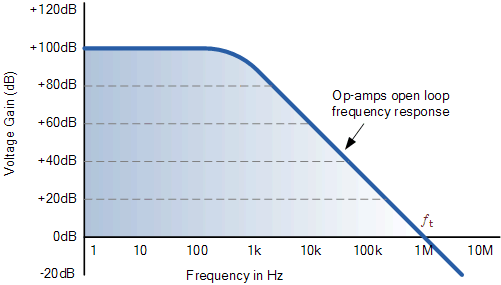 +120dB
+100dB
+80dB
+60dB
+40dB
+20dB
0dB
-20dB
Voltage Gain (dB)
Op-amps open loop
frequency response
ft
1 10 100 1k 10k 100k 1M 10M
Frequency in Hz